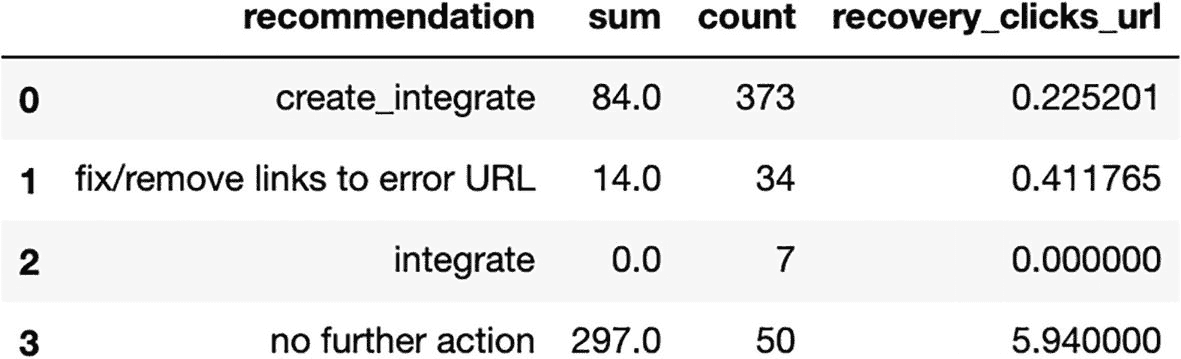 recommendation sum count recovery_clicks_url
0 create_integrate 84.0 373 0.225201
1 fix/remove links to error URL 14.0 34 0.411765
2 integrate 0.0 7 0.000000
3 no further action 297.0 50 5.940000